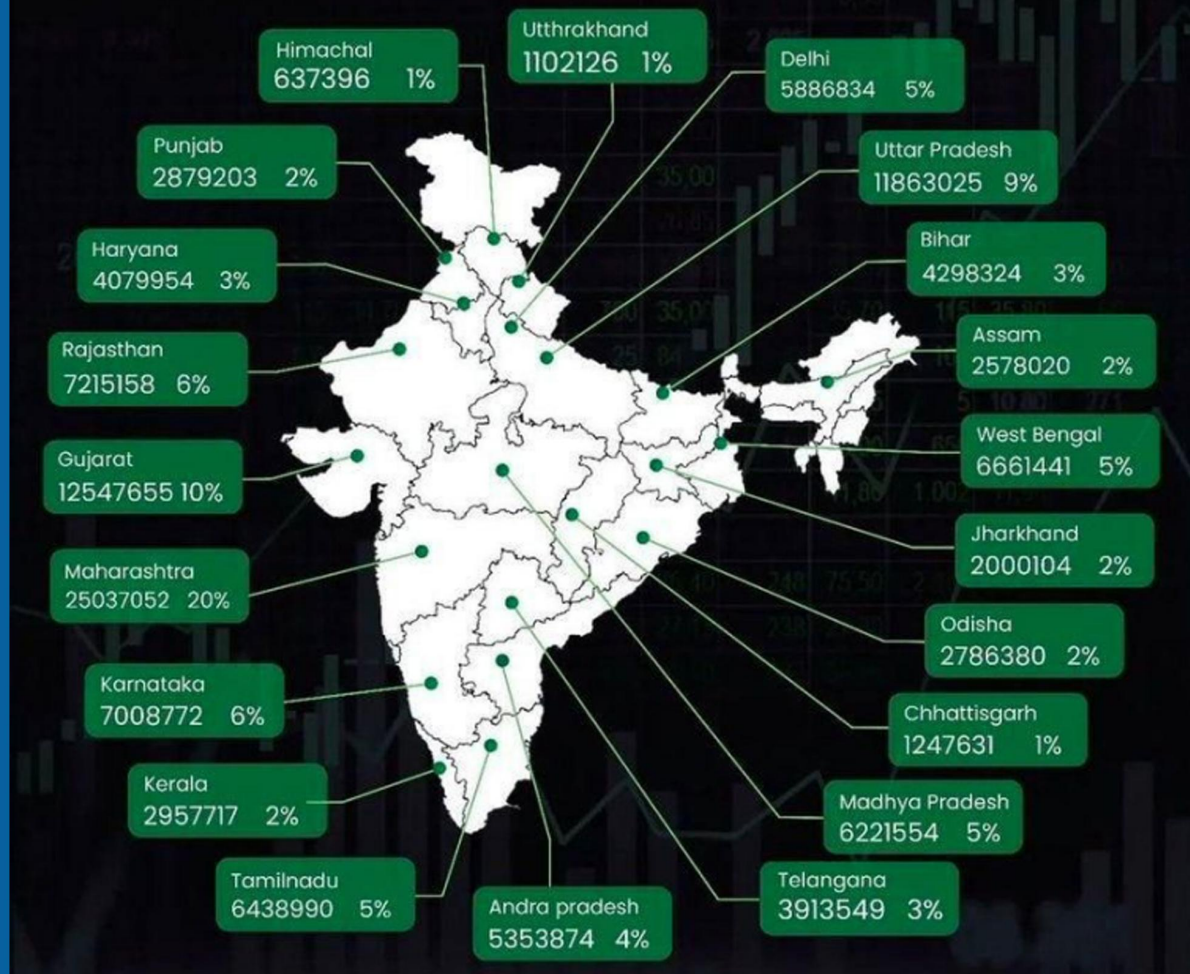 Himachal
637396 1%
Utthrakhand
1102126 1%
Delhi
5886834 5%
Punjab
2879203 2%
Uttar Pradesh
11863025 9%
Haryana
4079954 3%
Bihar
4298324 3%
Rajasthan
7215158 6%
Assam
2578020 2%
Gujarat
12547655 10%
West Bengal
6661441 5%
Maharashtra
25037052 20%
Jharkhand
2000104 2%
Odisha
2786380 2%
Karnataka
7008772 6%
Chhattisgarh
1247631 1%
Kerala
2957717 2%
Madhya Pradesh
6221554 5%
Tamilnadu
6438990 5%
Andra pradesh
5353874 4%
Telangana
3913549 3%